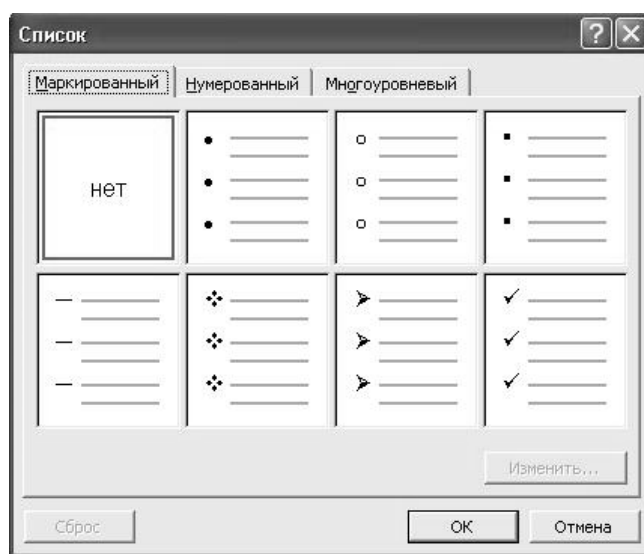 Список
Маркированный Нумерованный Многоуровневый
нет
Изменить...
Сброс ОК Отмена